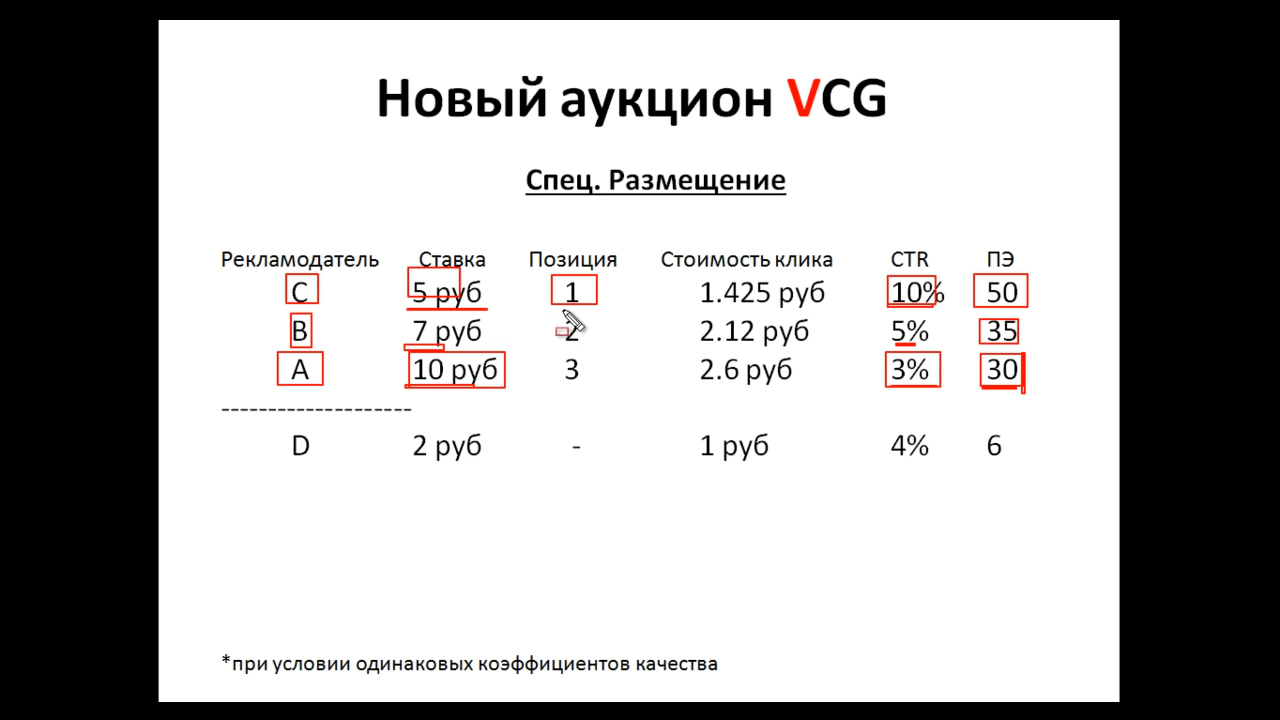 Новый аукцион VCG
Спец. Размещение
Рекламодатель Ставка Позиция Стоимость клика CTR ПЭ
C 5 руб 1 1.425 руб 10% 50
B 7 руб 2 2.12 руб 5% 35
A 10 руб 3 2.6 руб 3% 30
---------------------
D 2 руб - 1 руб 4% 6
*при условии одинаковых коэффициентов качества